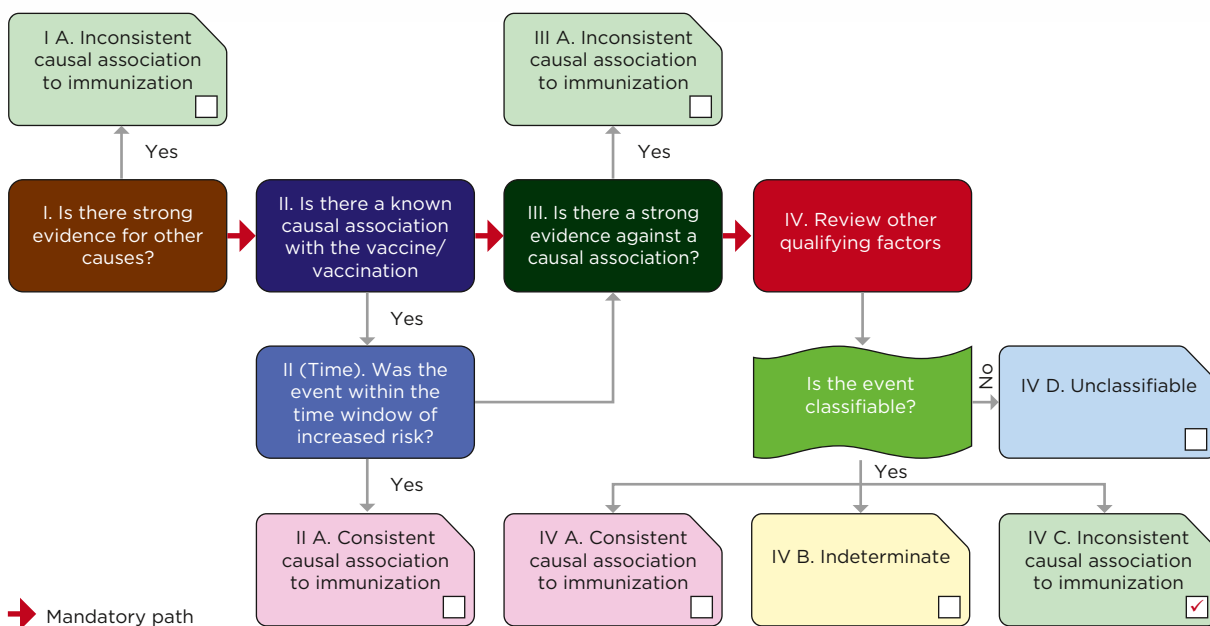 I A. Inconsistent
causal association
to immunization
III A. Inconsistent
causal association
to immunization
Yes
Yes
I. Is there strong
evidence for other
causes?
II. Is there a known
causal association
with the vaccine/
vaccination
III. Is there a strong
evidence against a
causal association?
IV. Review other
qualifying factors
Yes
II (Time). Was the
event within the
time window of
increased risk?
Is the event
classifiable?
No
IV D. Unclassifiable
Yes
Yes
II A. Consistent
causal association
to immunization
IV A. Consistent
causal association
to immunization
IV B. Indeterminate
IV C. Inconsistent
causal association
to immunization
Mandatory path